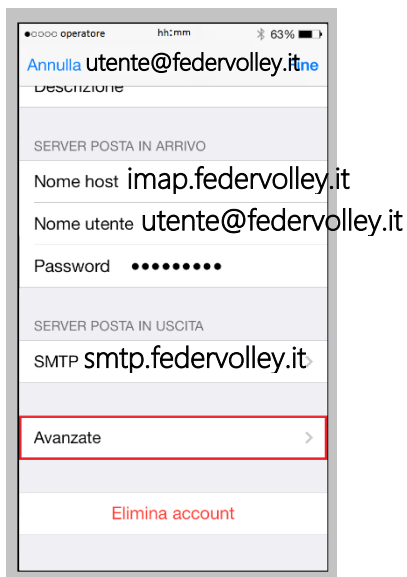 operatore hh:mm 63%
Annulla utente@federvolley.it ne
Descrizione
SERVER POSTA IN ARRIVO
Nome host imap.federvolley.it
Nome utente utente@federvolley.it
Password •••••••••
SERVER POSTA IN USCITA
SMTP smtp.federvolley.it
Avanzate
Elimina account